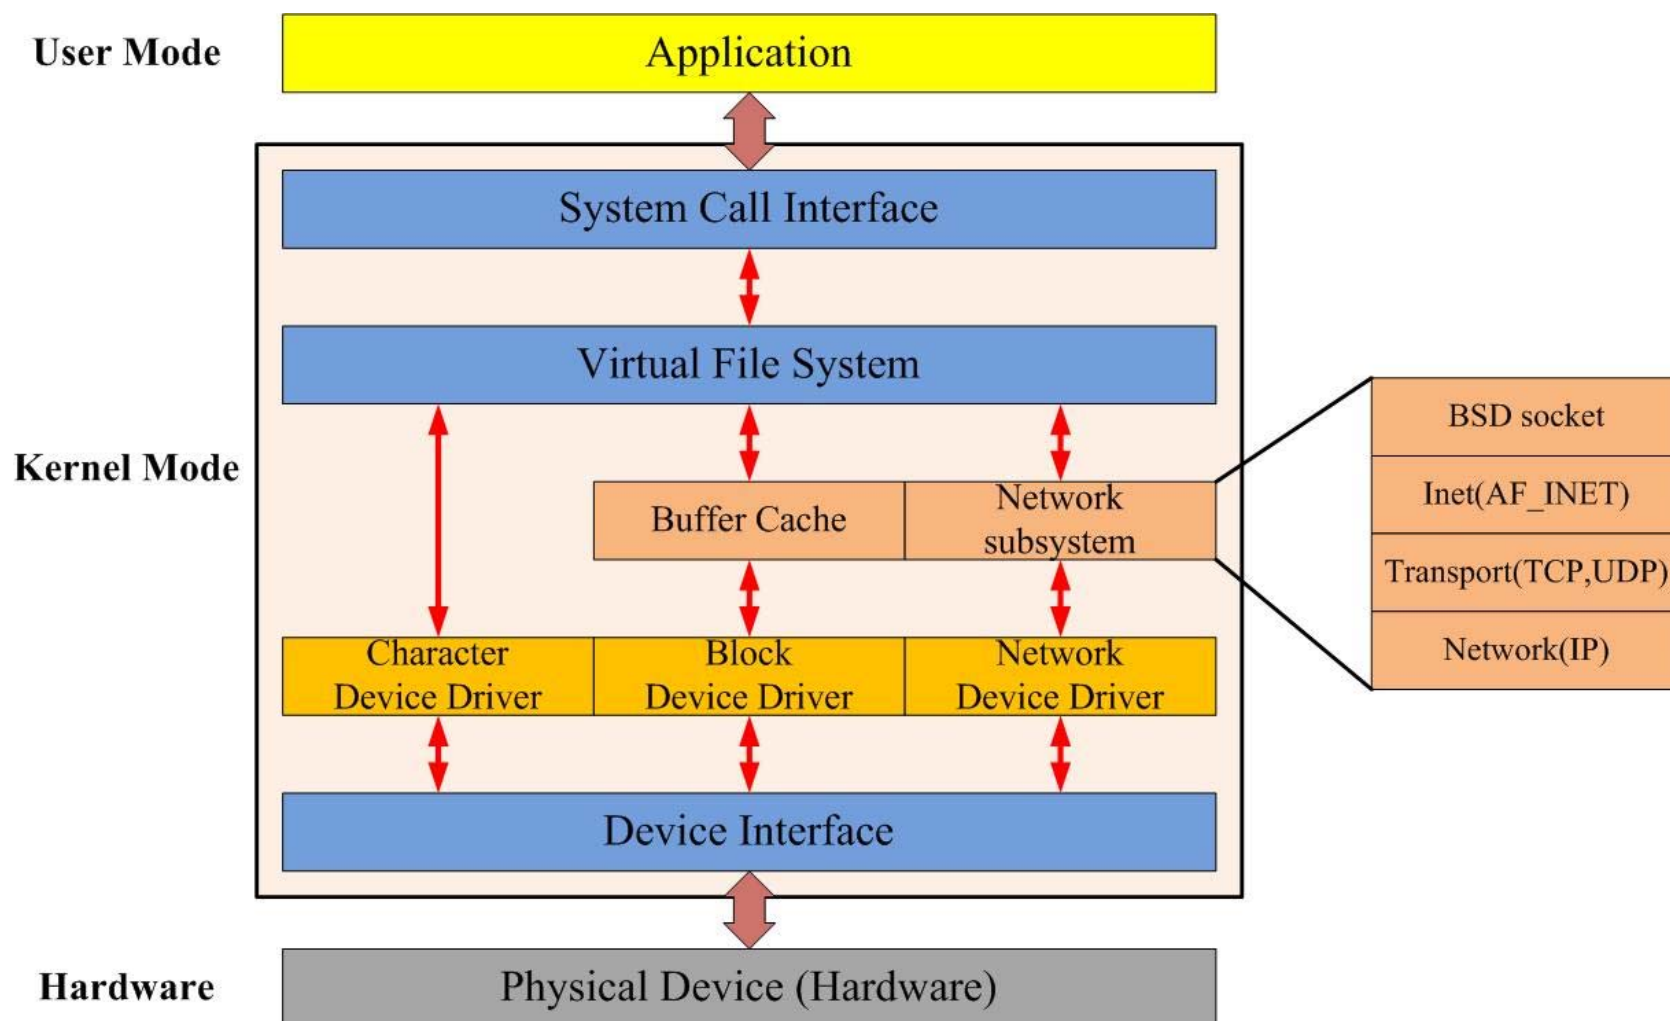 User Mode
Application
System Call Interface
Virtual File System
Kernel Mode
Buffer Cache
Network
subsystem
BSD socket
Inet(AF_INET)
Transport(TCP,UDP)
Network(IP)
Character
Device Driver
Block
Device Driver
Network
Device Driver
Device Interface
Hardware
Physical Device (Hardware)